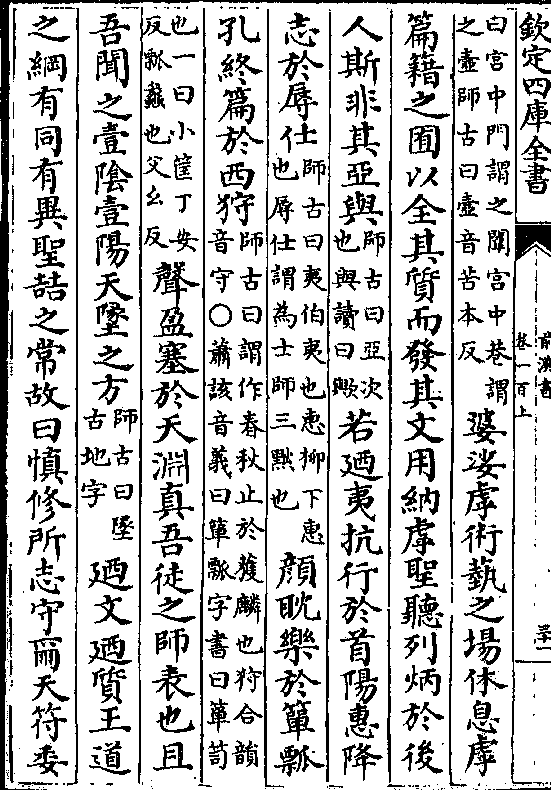 欽定四庫全書
前漢書
卷一百上
三十一
曰宮中門謂之闈宮中巷謂
之壼師古曰壼音苦本反
婆娑虖術藝之場休息虖
篇籍之囿以全其質而發其文用納虖聖聽列炳於後
人斯非其亞與
師古曰亞次
也與讀曰歟
若廼夷抗行於首陽惠降
志於辱仕
師古曰夷伯夷也惠柳下惠
也辱仕謂為士師三黜也
顔耽樂於簞瓢
孔終篇於西狩
師古曰謂作春秋止於獲麟也狩合韻
音守○蕭該音義曰簞瓢字書曰簞笥
也一曰小筐丁安
反瓢蠡也父幺反
聲盈塞於天淵真吾徒之師表也且
吾聞之壹陰壹陽天墬之方
師古曰墬
古地字
廼文廼質王道
之綱有同有異聖喆之常故曰慎修所志守爾天符委